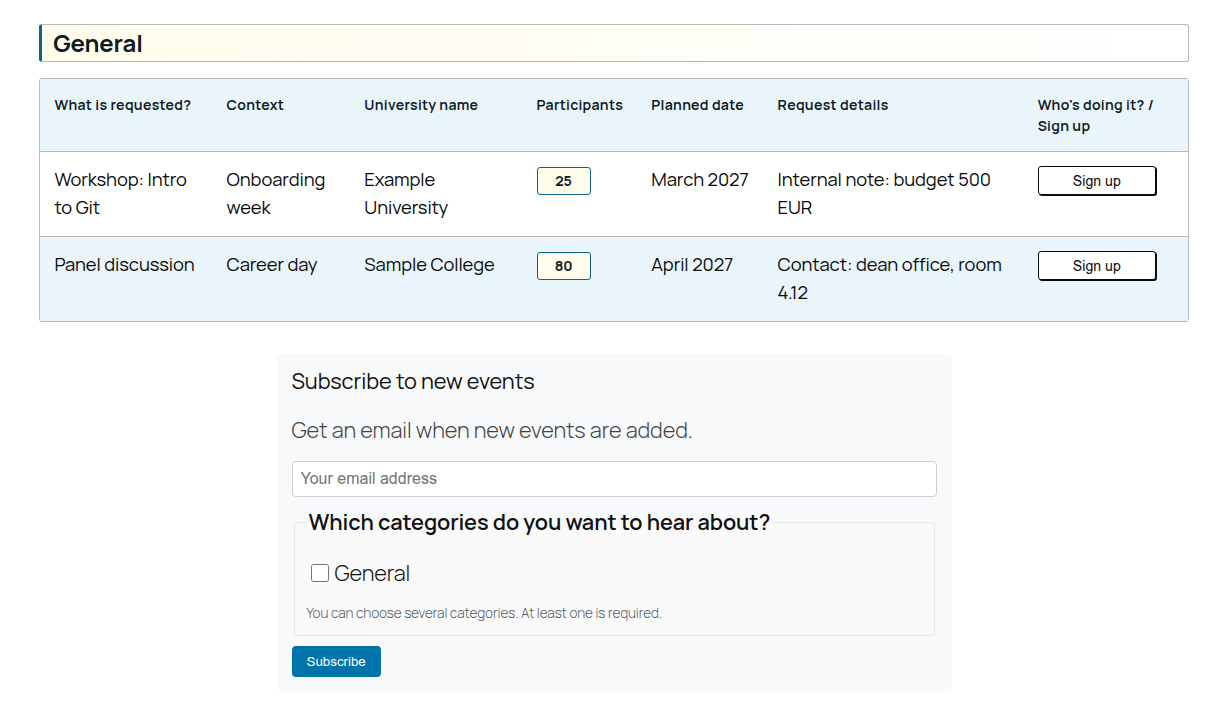 General
What is requested? Context University name Participants Planned date Request details Who's doing it? /
Sign up
Workshop: Intro Onboarding Example 25 March 2027 Internal note: budget 500 Sign up
to Git week University EUR
Panel discussion Career day Sample College 80 April 2027 Contact: dean office, room Sign up
4.12
Subscribe to new events
Get an email when new events are added.
Your email address
Which categories do you want to hear about?
General
You can choose several categories. At least one is required.
Subscribe